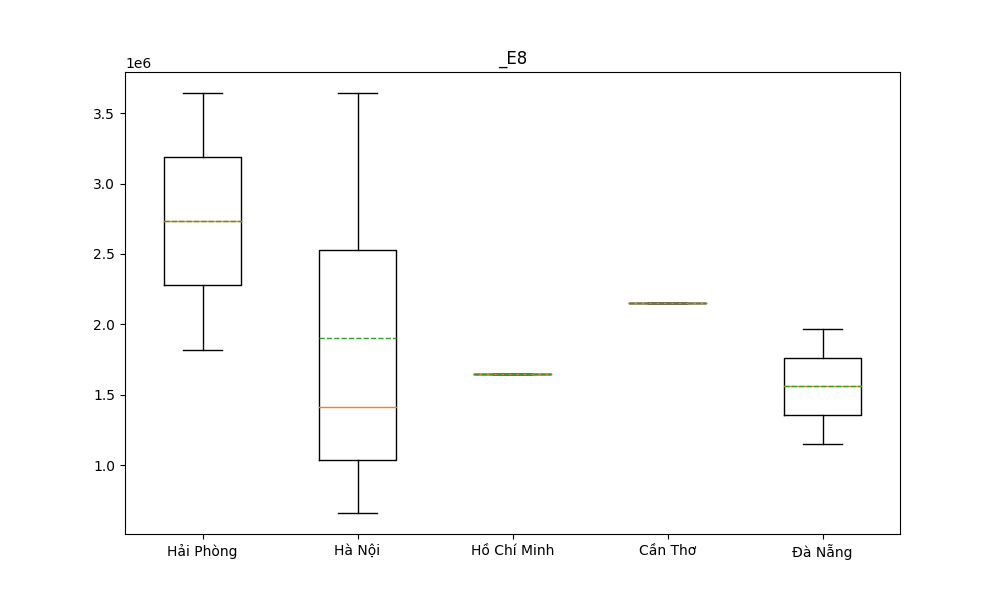 _E8
1e6
3.5
3.0
2.5
2.0
1.5
1.0
Hải Phòng
Hà Nội
Hồ Chí Minh
Cần Thơ
Đà Nẵng